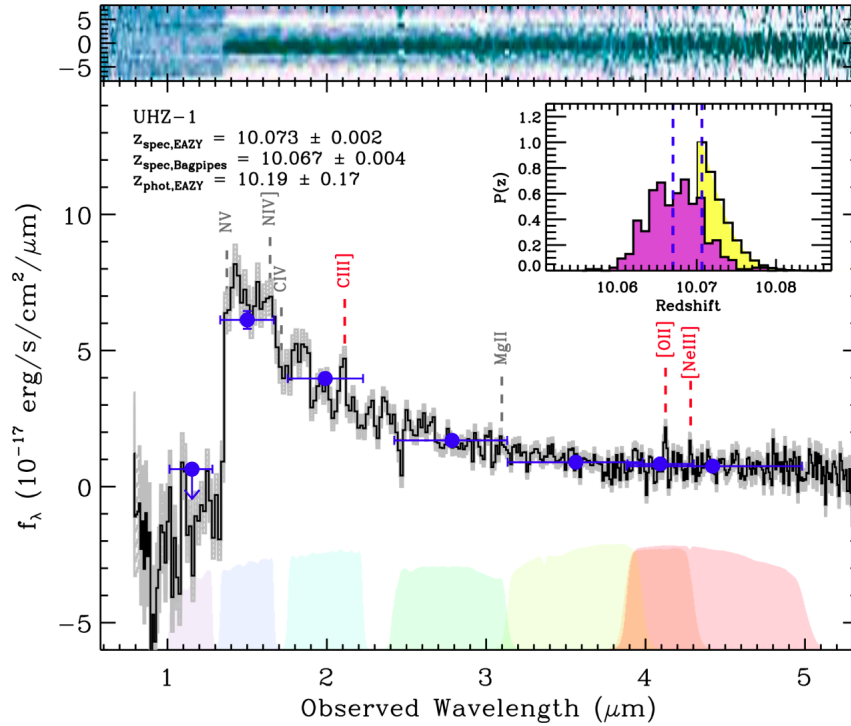 5
0
−5
UHZ−1
z_spec,EAZY = 10.073 ± 0.002
z_spec,Bagpipes = 10.067 ± 0.004
z_phot,EAZY = 10.19 ± 0.17
1.2
1.0
0.8
0.6
0.4
0.2
0.0
P(z)
10.06 10.07 10.08
Redshift
NV
NIV]
CIV
CIII]
MgII
[OII]
[NeIII]
10
5
0
−5
f_λ (10^−17 erg/s/cm²/μm)
1 2 3 4 5
Observed Wavelength (μm)